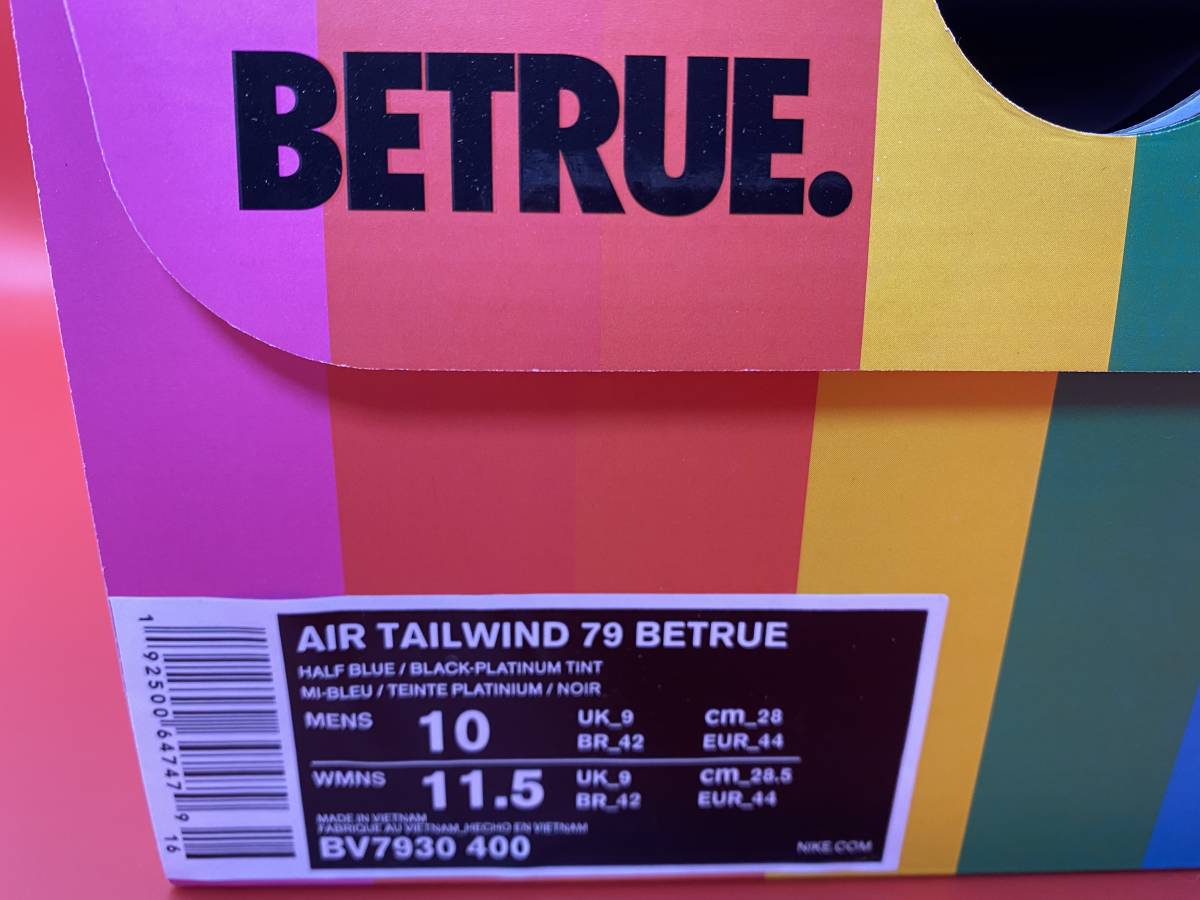 BETRUE.
AIR TAILWIND 79 BETRUE
HALF BLUE / BLACK-PLATINUM TINT
MI-BLEU / TEINTE PLATINIUM / NOIR
MENS 10 UK_9 cm_28
BR_42 EUR_44
WMNS 11.5 UK_9 cm_28.5
BR_42 EUR_44
MADE IN VIETNAM
FABRIQUE AU VIETNAM, HECHO EN VIETNAM
BV7930 400 NIKE.COM
1 92500 64747 9 16